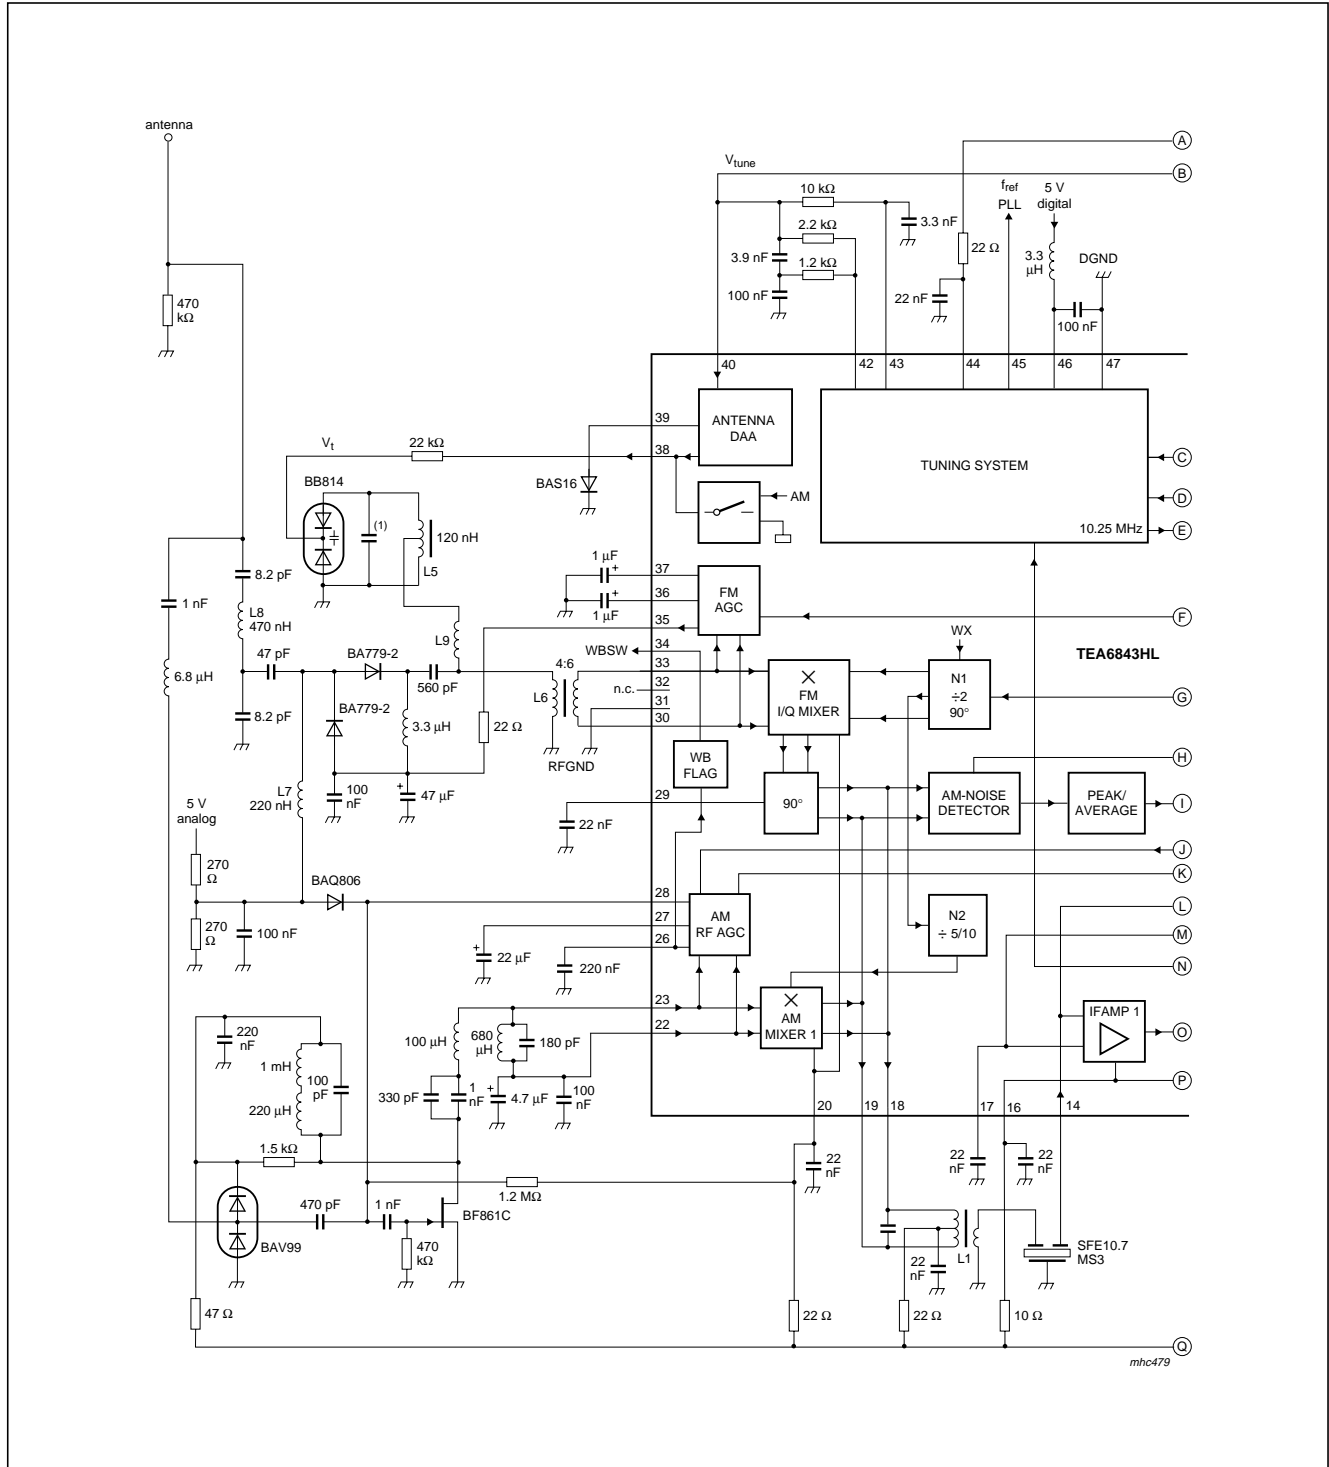 antenna
A
Vtune
B
10 kΩ
fref
PLL
5 V
digital
3.3 nF
2.2 kΩ
22 Ω
3.9 nF
1.2 kΩ
3.3
μH
DGND
470
kΩ
100 nF
22 nF
100 nF
40
42
43
44
45
46
47
39
ANTENNA
DAA
Vt
22 kΩ
38
TUNING SYSTEM
C
BB814
BAS16
AM
D
(1)
120 nH
10.25 MHz
E
L5
1 μF
+
37
8.2 pF
36
FM
AGC
1 nF
+
1 μF
F
L8
470 nH
35
L9
34
WX
47 pF
BA779-2
WBSW
4:6
33
TEA6843HL
6.8 μH
560 pF
n.c.
32
FM
I/Q MIXER
N1
÷2
90°
G
L6
31
BA779-2
8.2 pF
3.3 μH
22 Ω
30
RFGND
WB
FLAG
H
L7
220 nH
100
nF
+
47 μF
29
90°
AM-NOISE
DETECTOR
PEAK/
AVERAGE
I
5 V
analog
22 nF
J
270
Ω
BAQ806
K
28
AM
RF AGC
N2
÷ 5/10
L
270
Ω
100 nF
27
M
+
22 μF
26
220 nF
N
23
AM
MIXER 1
IFAMP 1
220
nF
100 μH
680
μH
180 pF
22
O
1 mH
100
pF
330 pF
1
nF
+
4.7 μF
100
nF
P
220 μH
20
19
18
17
16
14
1.5 kΩ
22
nF
22
nF
22
nF
470 pF
1 nF
1.2 MΩ
BF861C
BAV99
470
kΩ
22
nF
L1
SFE10.7
MS3
47 Ω
22 Ω
22 Ω
10 Ω
Q
mhc479